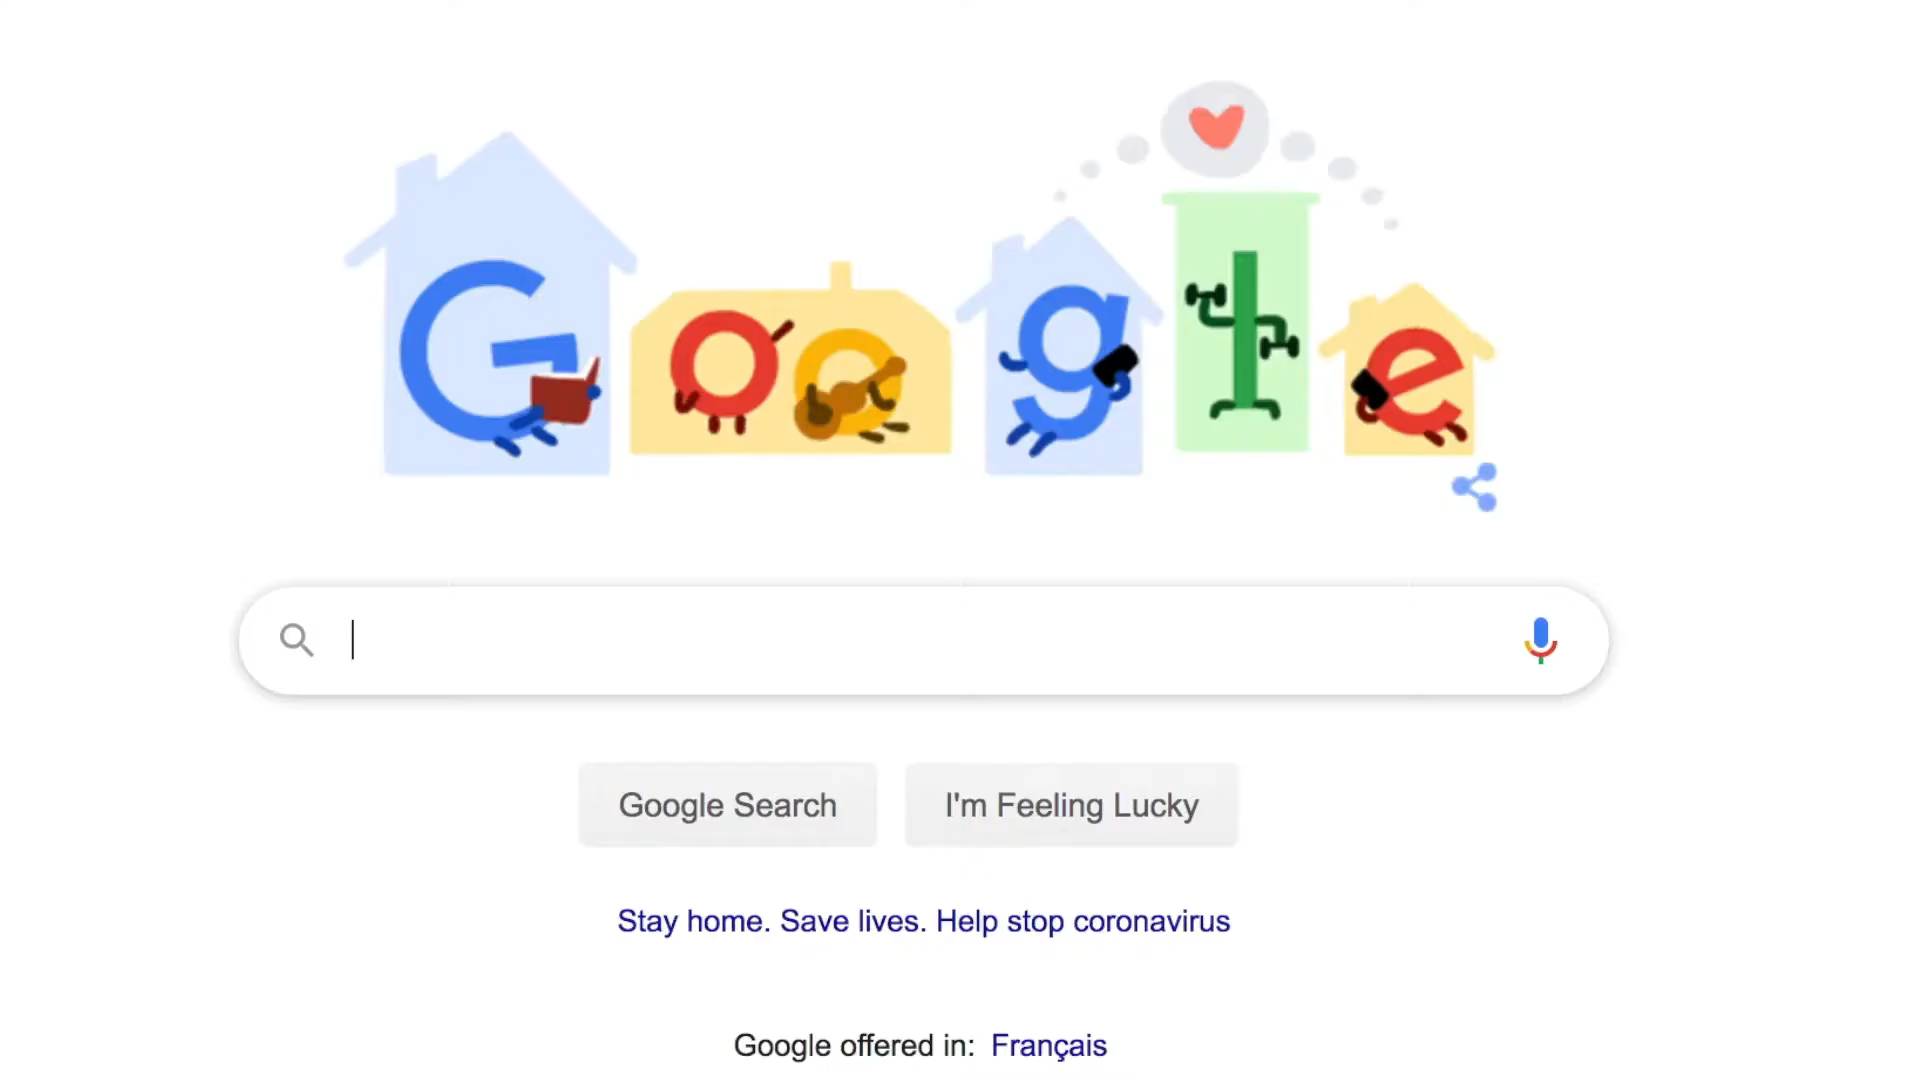 Google
Google Search
I'm Feeling Lucky
Stay home. Save lives. Help stop coronavirus
Google offered in: Français